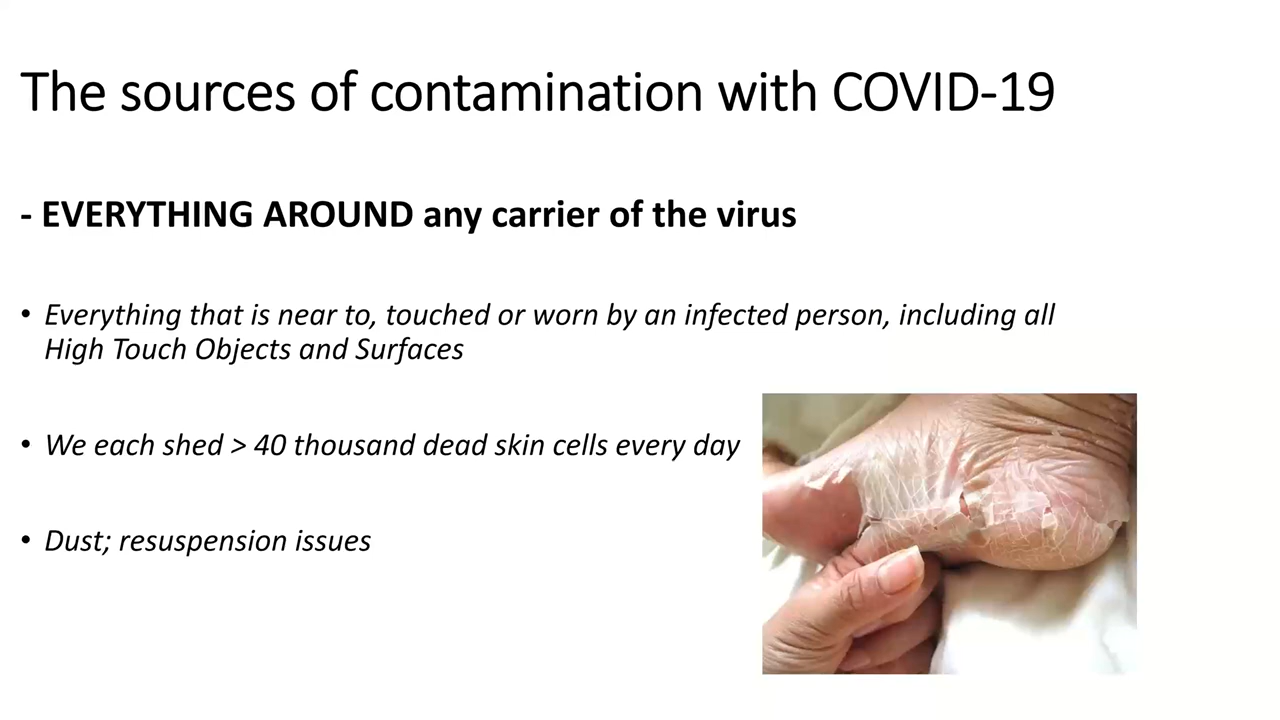 The sources of contamination with COVID-19
- EVERYTHING AROUND any carrier of the virus
• Everything that is near to, touched or worn by an infected person, including all
High Touch Objects and Surfaces
• We each shed > 40 thousand dead skin cells every day
• Dust; resuspension issues